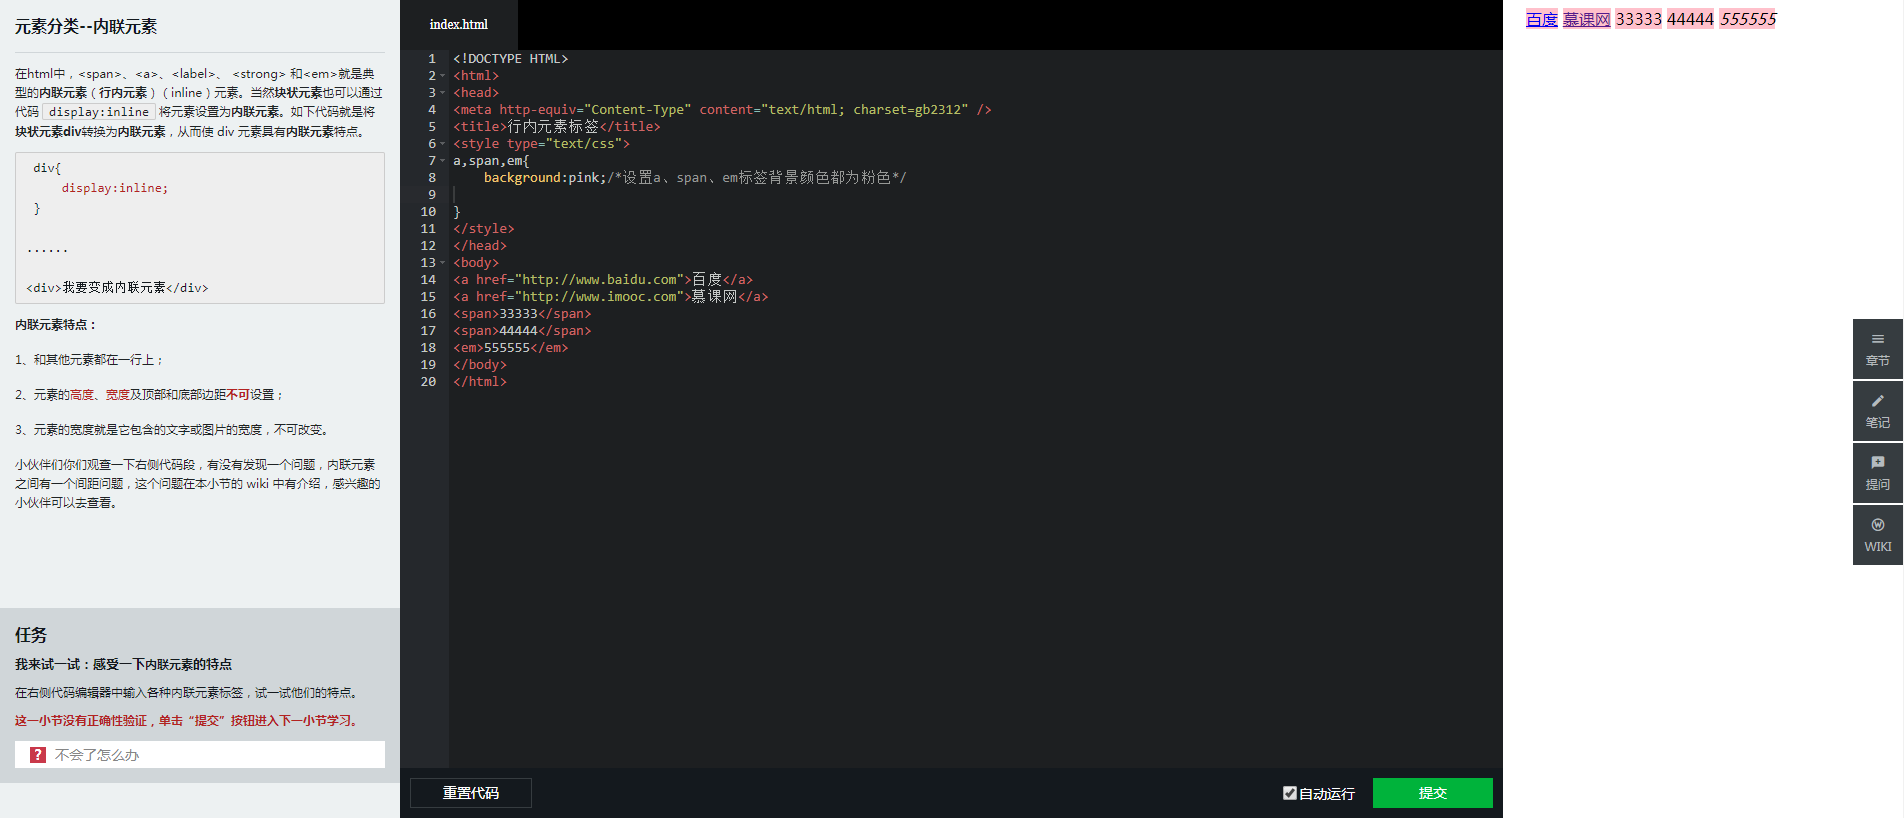 元素分类--内联元素
在html中，<span>、<a>、<label>、 <strong> 和<em>就是典
型的内联元素（行内元素）（inline）元素。当然块状元素也可以通过
代码 display:inline 将元素设置为内联元素。如下代码就是将
块状元素div转换为内联元素，从而使 div 元素具有内联元素特点。
div{
display:inline;
}
......
<div>我要变成内联元素</div>
内联元素特点：
1、和其他元素都在一行上；
2、元素的高度、宽度及顶部和底部边距不可设置；
3、元素的宽度就是它包含的文字或图片的宽度，不可改变。
小伙伴们你们观查一下右侧代码段，有没有发现一个问题，内联元素
之间有一个间距问题，这个问题在本小节的 wiki 中有介绍，感兴趣的
小伙伴可以去查看。
任务
我来试一试：感受一下内联元素的特点
在右侧代码编辑器中输入各种内联元素标签，试一试他们的特点。
这一小节没有正确性验证，单击“提交”按钮进入下一小节学习。
? 不会了怎么办
index.html
1 <!DOCTYPE HTML>
2 <html>
3 <head>
4 <meta http-equiv="Content-Type" content="text/html; charset=gb2312" />
5 <title>行内元素标签</title>
6 <style type="text/css">
7 a,span,em{
8 background:pink;/*设置a、span、em标签背景颜色都为粉色*/
9
10 }
11 </style>
12 </head>
13 <body>
14 <a href="http://www.baidu.com">百度</a>
15 <a href="http://www.imooc.com">慕课网</a>
16 <span>33333</span>
17 <span>44444</span>
18 <em>555555</em>
19 </body>
20 </html>
重置代码
自动运行
提交
百度 慕课网 33333 44444 555555
章节
笔记
提问
WIKI